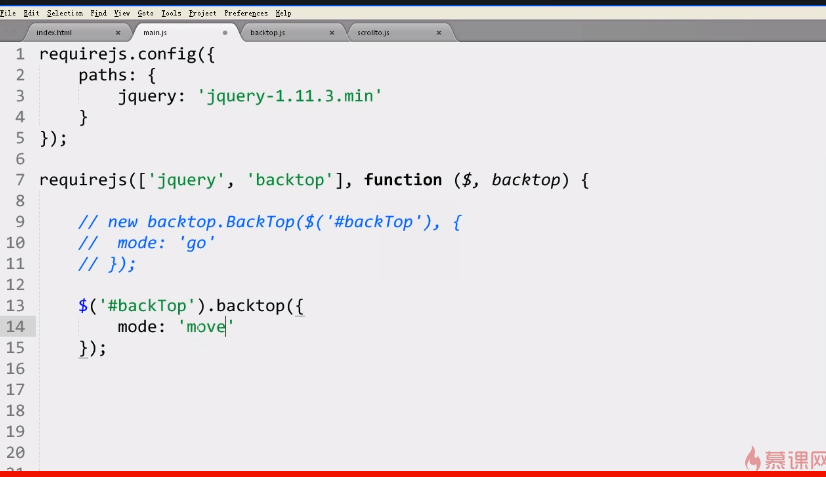 File Edit Selection Find View Goto Tools Project Preferences Help
index.html × main.js backtop.js × scrollto.js ×
1 requirejs.config({
2 paths: {
3 jquery: 'jquery-1.11.3.min'
4 }
5 });
6
7 requirejs(['jquery', 'backtop'], function ($, backtop) {
8
9 // new backtop.BackTop($('#backTop'), {
10 // mode: 'go'
11 // });
12
13 $('#backTop').backtop({
14 mode: 'move'
15 });
16
17
18
19
20
21
慕课网